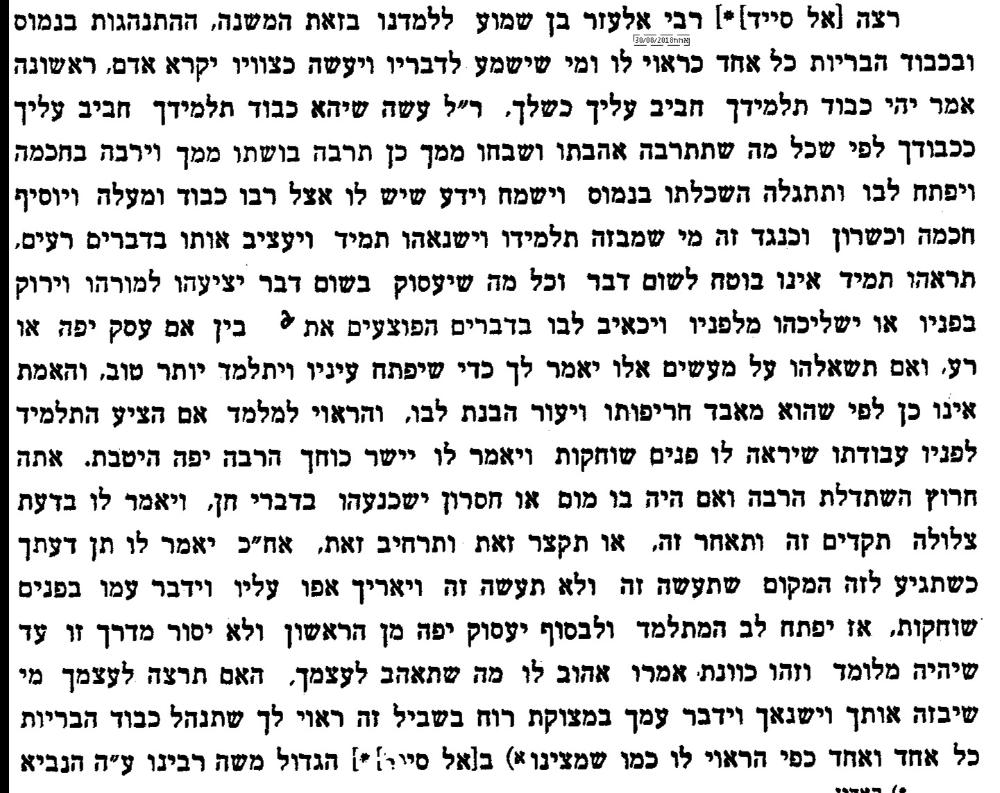 רצה [אל סייד]*] רבי אלעזר בן שמוע ללמדנו בזאת המשנה, ההתנהגות בנמוס
אהח30/08/2018
ובכבוד הבריות כל אחד כראוי לו ומי שישמע לדבריו ויעשה כצוויו יקרא אדם, ראשונה
אמר יהי כבוד תלמידך חביב עליך כשלך, ר״ל עשה שיהא כבוד תלמידך חביב עליך
ככבודך לפי שכל מה שתתרבה אהבתו ושבחו ממך כן תרבה בושתו ממך וירבה בחכמה
ויפתח לבו ותתגלה השכלתו בנמוס וישמח וידע שיש לו אצל רבו כבוד ומעלה ויוסיף
חכמה וכשרון וכנגד זה מי שמבזה תלמידו וישנאהו תמיד ויעציב אותו בדברים רעים,
תראהו תמיד אינו בוטח לשום דבר וכל מה שיעסוק בשום דבר יציעהו למורהו וירוק
בפניו או ישליכהו מלפניו ויכאיב לבו בדברים הפוצעים את בין אם עסק יפה או
רע, ואם תשאלהו על מעשים אלו יאמר לך כדי שיפתח עיניו ויתלמד יותר טוב, והאמת
אינו כן לפי שהוא מאבד חריפותו ויעור הבנת לבו, והראוי למלמד אם הציע התלמיד
לפניו עבודתו שיראה לו פנים שוחקות ויאמר לו יישר כוחך הרבה יפה היטבת. אתה
חרוץ השתדלת הרבה ואם היה בו מום או חסרון ישכנעהו בדברי חן, ויאמר לו בדעת
צלולה תקדים זה ותאחר זה, או תקצר זאת ותרחיב זאת, אח״כ יאמר לו תן דעתך
כשתגיע לזה המקום שתעשה זה ולא תעשה זה ויאריך אפו עליו וידבר עמו בפנים
שוחקות, אז יפתח לב המתלמד ולבסוף יעסוק יפה מן הראשון ולא יסור מדרך זו עד
שיהיה מלומד וזהו כוונת אמרו אהוב לו מה שתאהב לעצמך, האם תרצה לעצמך מי
שיבזה אותך וישנאך וידבר עמך במצוקת רוח בשביל זה ראוי לך שתנהל כבוד הבריות
כל אחד ואחד כפי הראוי לו כמו שמצינוא) ב[אל סייד]*] הגדול משה רבינו ע״ה הנביא